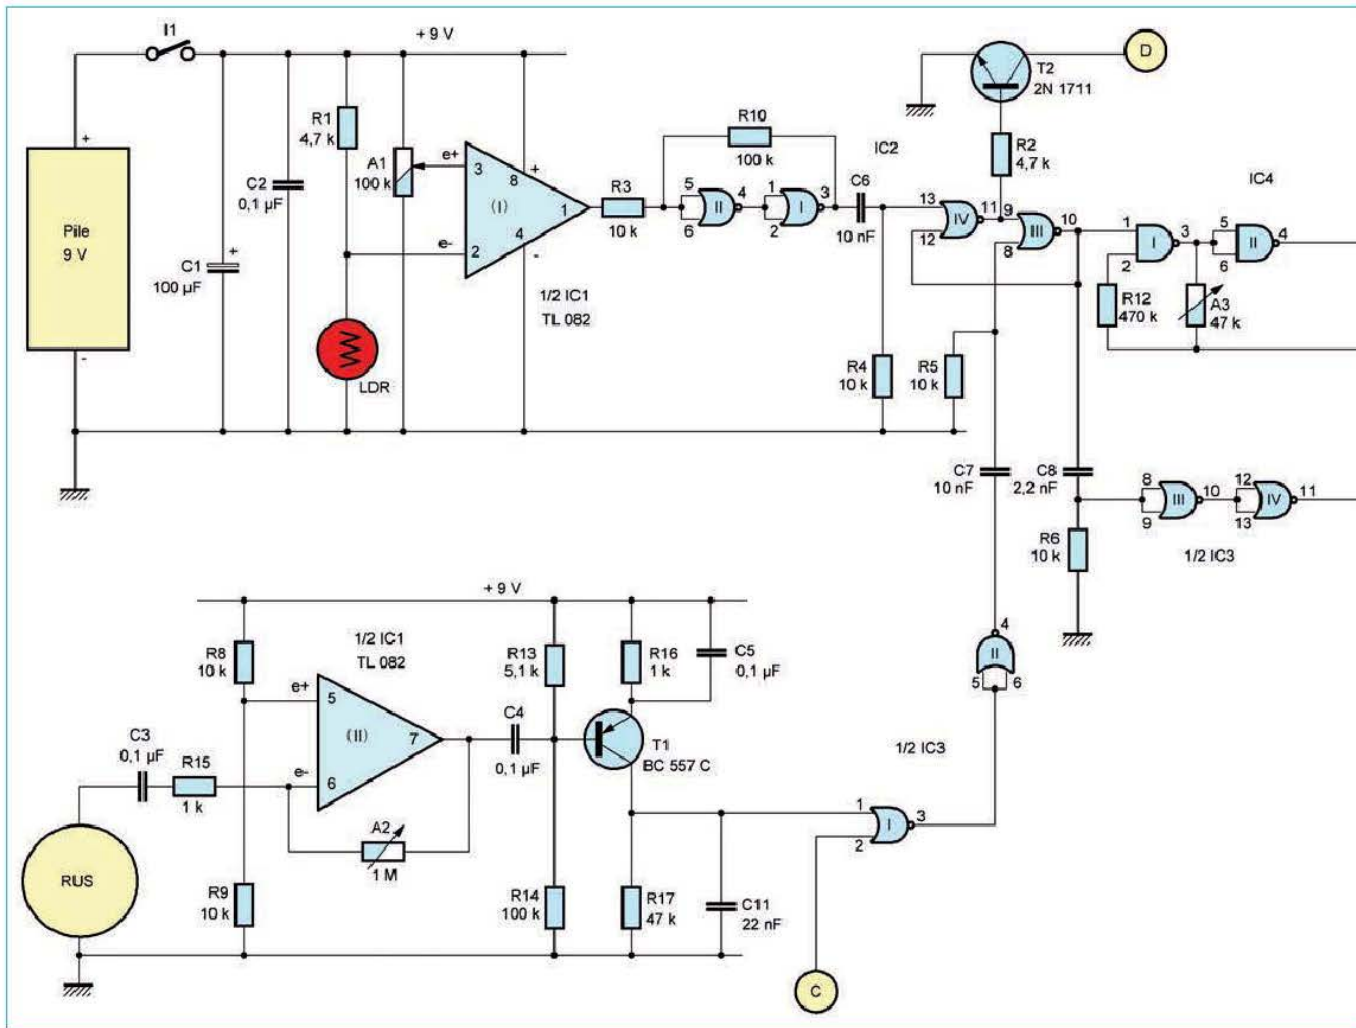 I1
+ 9 V
D
T2
2N 1711
R1
4,7 k
R10
100 k
R2
4,7 k
IC2
IC4
+
Pile
9 V
-
C2
0,1 µF
A1
100 k
e+
3
8
+
(I)
1
e-
2
4
-
R3
10 k
5
6
II
4
1
2
I
3
C6
10 nF
13
12
IV
11
9
8
III
10
1
2
I
3
5
6
II
4
C1
+
100 µF
1/2 IC1
TL 082
R12
470 k
A3
47 k
LDR
R4
10 k
R5
10 k
C7
10 nF
C8
2,2 nF
8
9
III
10
12
13
IV
11
1/2 IC3
R6
10 k
+ 9 V
R8
10 k
1/2 IC1
TL 082
R13
5,1 k
R16
1 k
C5
0,1 µF
4
II
5
6
e+
5
(II)
7
e-
6
C4
0,1 µF
T1
BC 557 C
1/2 IC3
C3
0,1 µF
R15
1 k
A2
1 M
1
2
I
3
RUS
R9
10 k
R14
100 k
R17
47 k
C11
22 nF
C